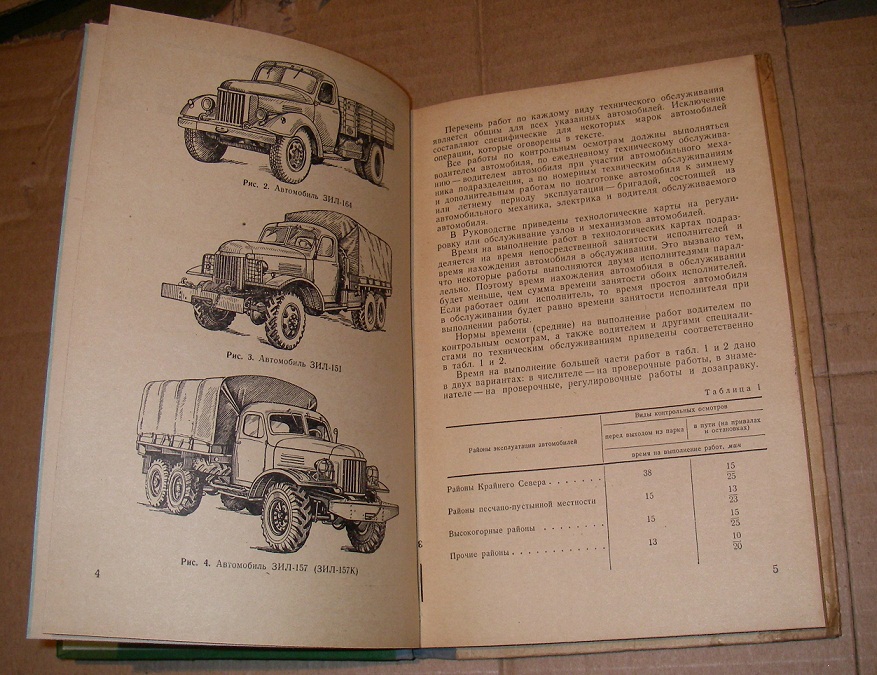 Рис. 2. Автомобиль ЗИЛ-164
Рис. 3. Автомобиль ЗИЛ-151
Рис. 4. Автомобиль ЗИЛ-157 (ЗИЛ-157К)
4
Перечень работ по каждому виду технического обслуживания
является общим для всех указанных автомобилей. Исключение
составляют специфические для некоторых марок автомобилей
операции, которые оговорены в тексте.
Все работы по контрольным осмотрам должны выполняться
водителем автомобиля, по ежедневному техническому обслужива-
нию — водителем автомобиля при участии автомобильного меха-
ника подразделения, а по номерным техническим обслуживаниям
и дополнительным работам по подготовке автомобиля к зимнему
или летнему периоду эксплуатации — бригадой, состоящей из
автомобильного механика, электрика и водителя обслуживаемого
автомобиля.
В Руководстве приведены технологические карты на регули-
ровку или обслуживание узлов и механизмов автомобилей.
Время на выполнение работ в технологических картах подраз-
деляется на время непосредственной занятости исполнителей и
время нахождения автомобиля в обслуживании. Это вызвано тем,
что некоторые работы выполняются двумя исполнителями парал-
лельно. Поэтому время нахождения автомобиля в обслуживании
будет меньше, чем сумма времени занятости обоих исполнителей.
Если работает один исполнитель, то время простоя автомобиля
в обслуживании будет равно времени занятости исполнителя при
выполнении работы.
Нормы времени (средние) на выполнение работ водителем по
контрольным осмотрам, а также водителем и другими специали-
стами по техническим обслуживаниям приведены соответственно
в табл. 1 и 2.
Время на выполнение большей части работ в табл. 1 и 2 дано
в двух вариантах: в числителе — на проверочные работы, в знаме-
нателе — на проверочные, регулировочные работы и дозаправку.
Таблица 1
Районы эксплуатации автомобилей
Виды контрольных осмотров
перед выходом из парка
в пути (на привалах
и остановках)
время на выполнение работ, мин
Районы Крайнего Севера . . . . . . . 38 15/25
Районы песчано-пустынной местности 15 13/23
Высокогорные районы . . . . . . . . 15 15/25
Прочие районы . . . . . . . . . . . 13 10/20
5